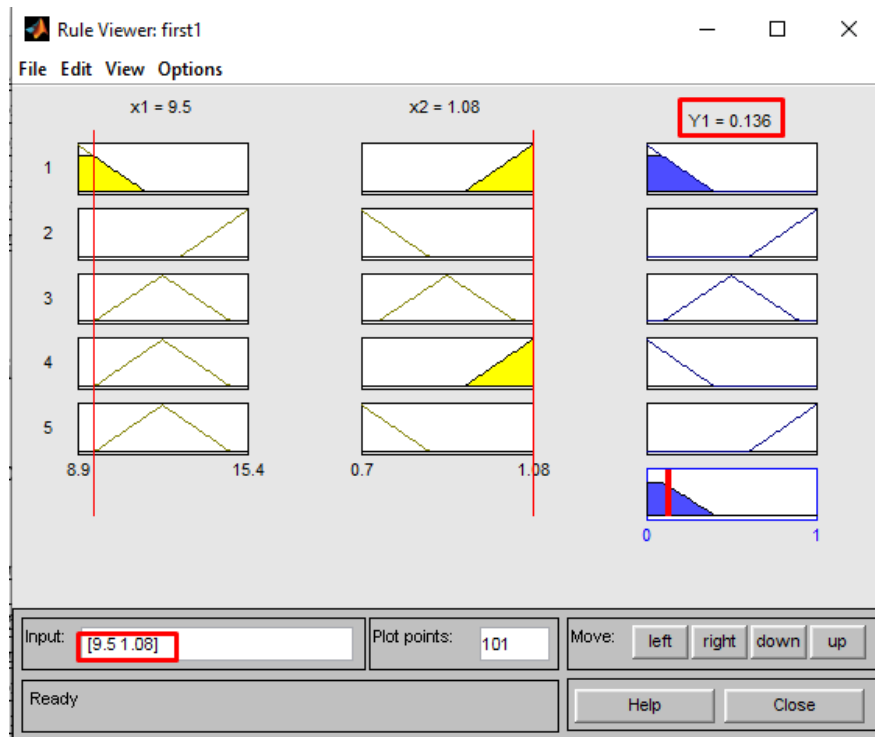 Rule Viewer: first1
File Edit View Options
x1 = 9.5
x2 = 1.08
Y1 = 0.136
1
2
3
4
5
8.9 15.4
0.7 1.08
0 1
Input: [9.5 1.08]
Plot points: 101
Move: left right down up
Ready
Help
Close